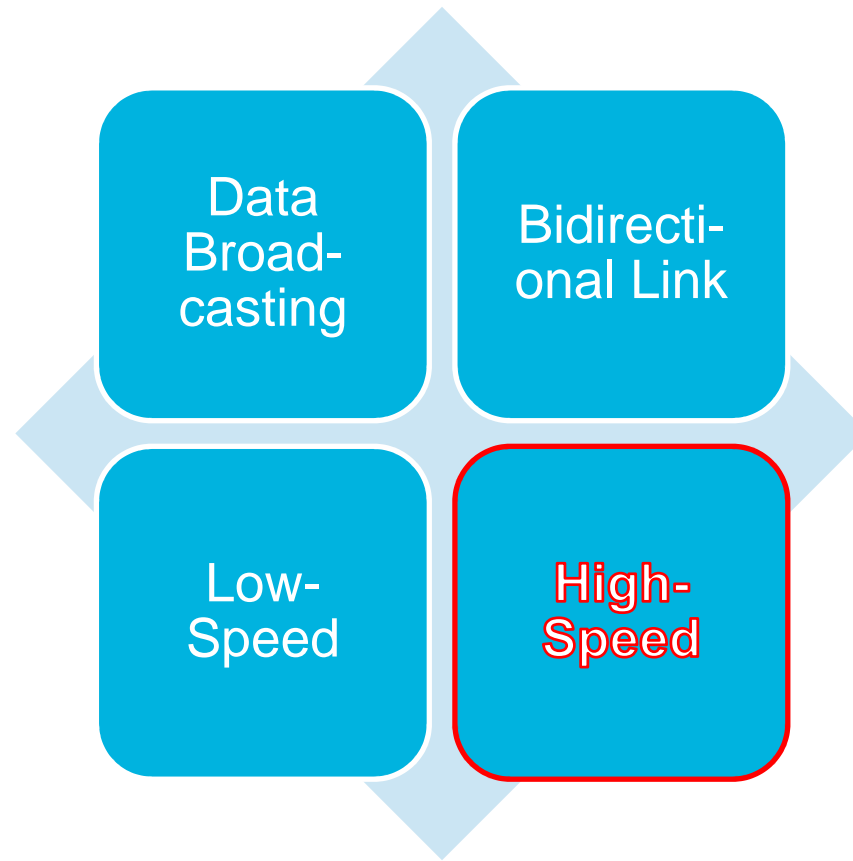 Data
Broad-
casting
Bidirecti-
onal Link
Low-
Speed
High-
Speed